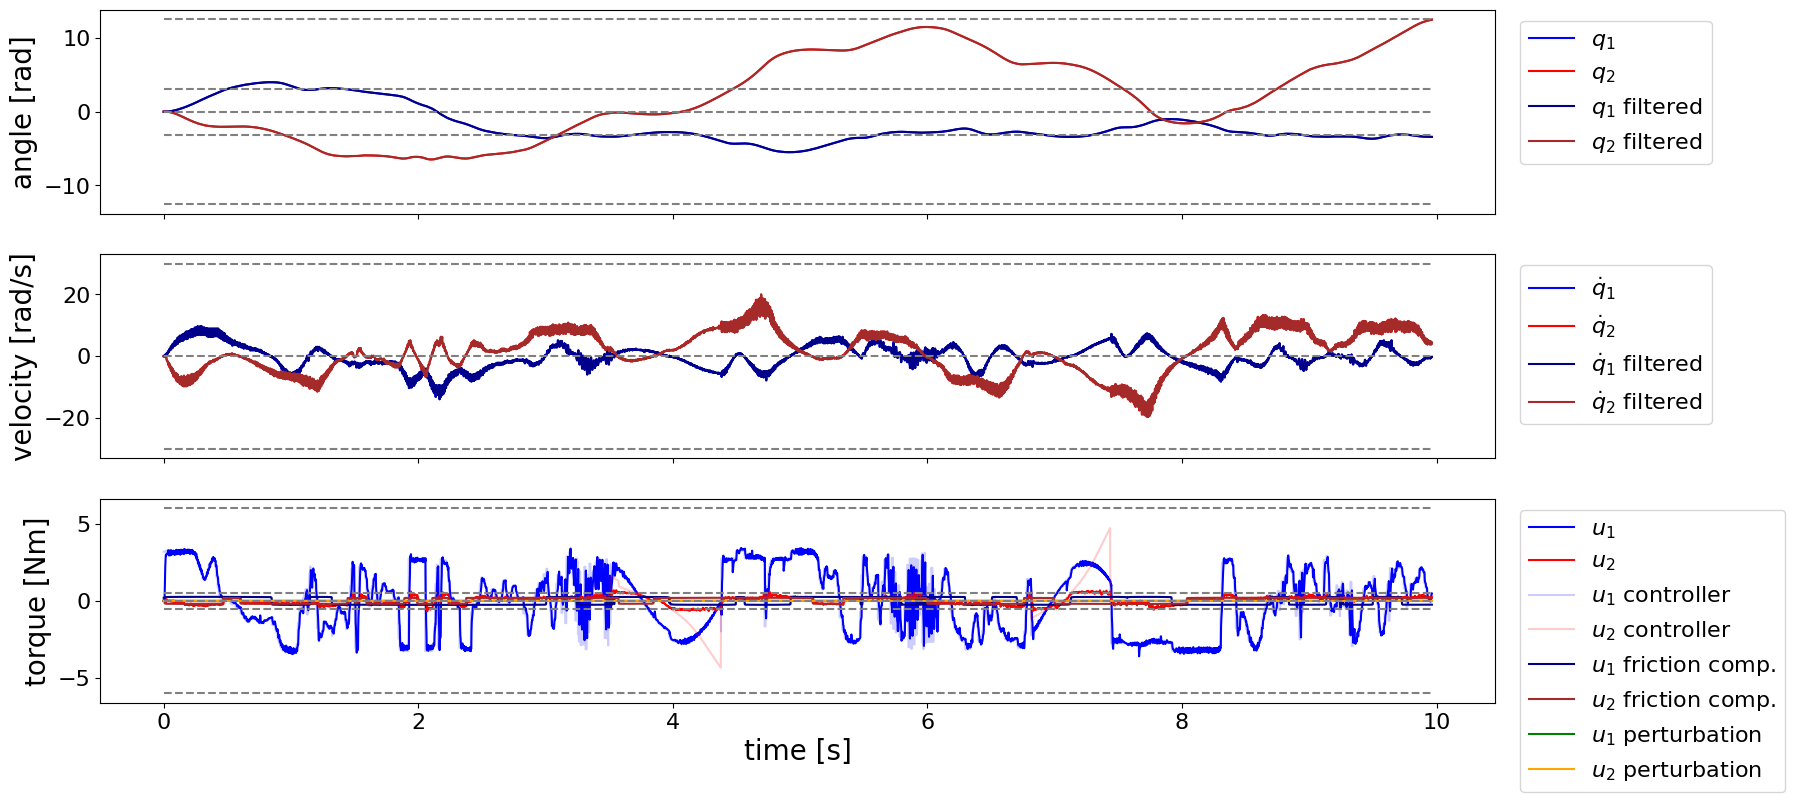 angle [rad]
10
0
−10
q₁
q₂
q₁ filtered
q₂ filtered
velocity [rad/s]
20
0
−20
q̇₁
q̇₂
q̇₁ filtered
q̇₂ filtered
torque [Nm]
5
0
−5
u₁
u₂
u₁ controller
u₂ controller
u₁ friction comp.
u₂ friction comp.
u₁ perturbation
u₂ perturbation
0 2 4 6 8 10
time [s]